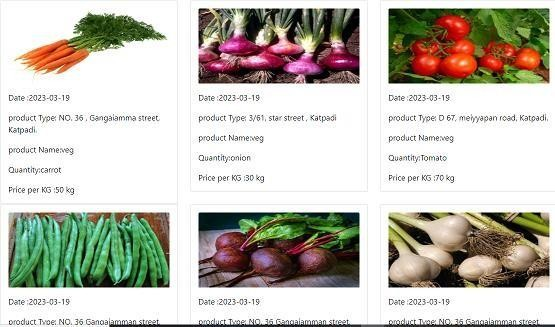 Date :2023-03-19
product Type: NO. 36 , Gangaiamma street,
Katpadi.
product Name:veg
Quantity:carrot
Price per KG :50 kg
Date :2023-03-19
product Type: 3/61, star street , Katpadi
product Name:veg
Quantity:onion
Price per KG :30 kg
Date :2023-03-19
product Type: D 67, meiyyapan road, Katpadi.
product Name:veg
Quantity:Tomato
Price per KG :70 kg
Date :2023-03-19
product Type: NO. 36 Gangaiamman street,
Date :2023-03-19
product Type: NO. 36 Gangaiamman street,
Date :2023-03-19
product Type: NO. 36 Gangaiamman street,